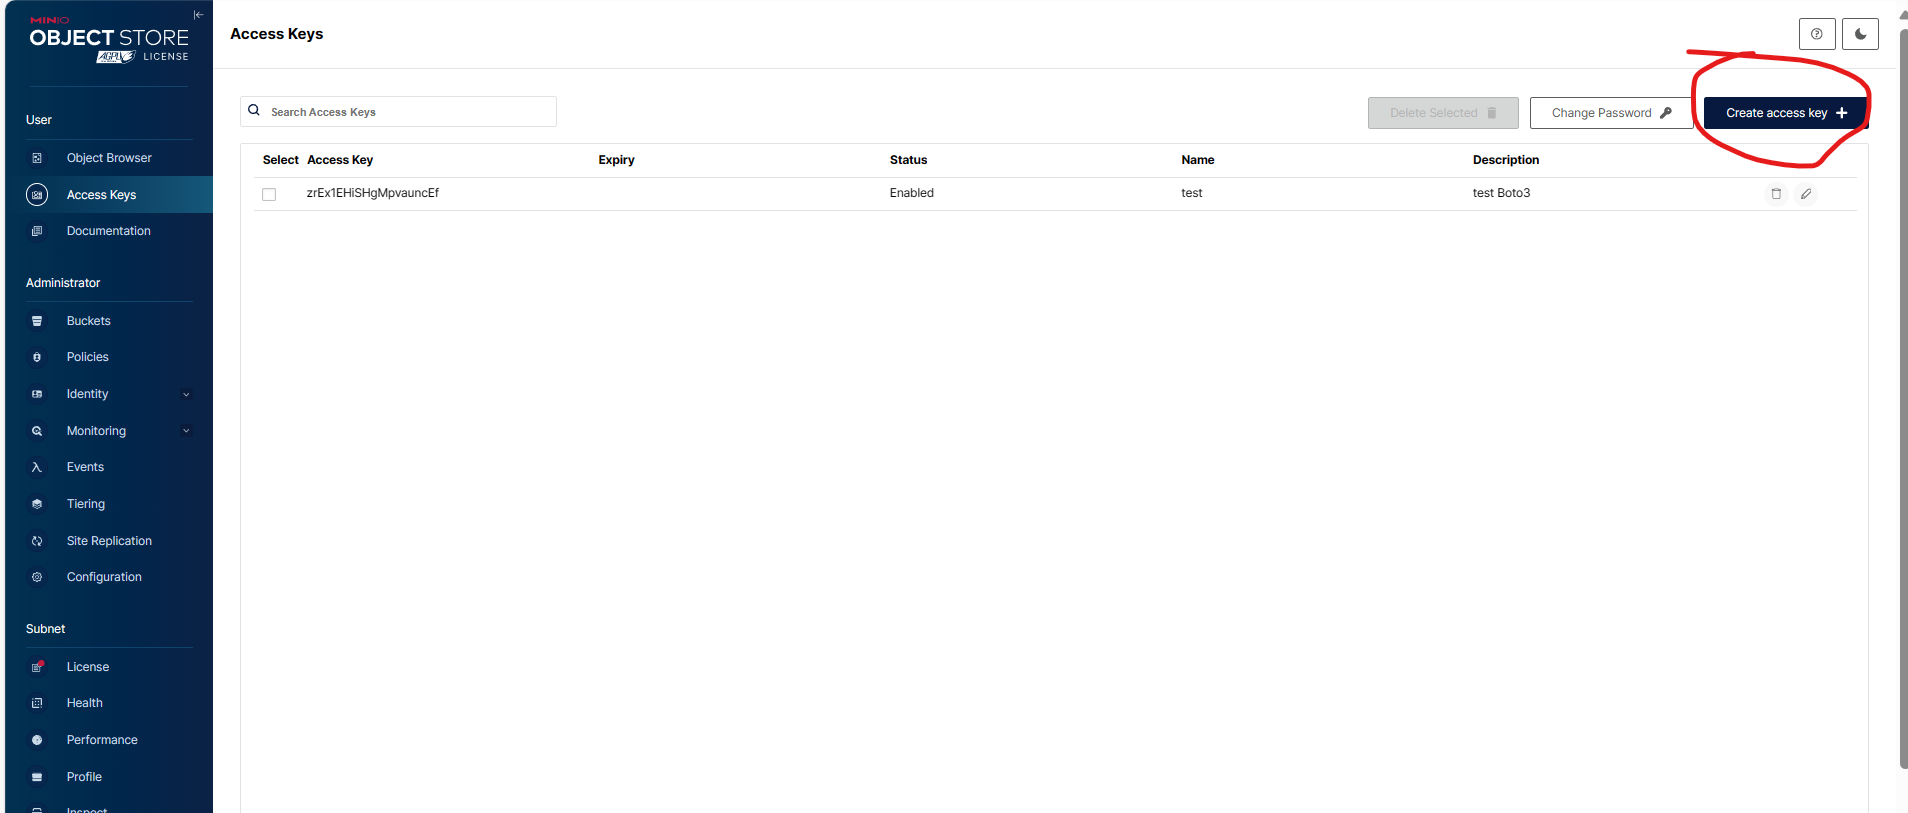 MINIO
OBJECT STORE
AGPLv3 LICENSE
User
Object Browser
Access Keys
Documentation
Administrator
Buckets
Policies
Identity
Monitoring
Events
Tiering
Site Replication
Configuration
Subnet
License
Health
Performance
Profile
Inspect
Access Keys
Search Access Keys
Delete Selected
Change Password
Create access key +
Select Access Key Expiry Status Name Description
zrEx1EHiSHgMpvauncEf Enabled test test Boto3